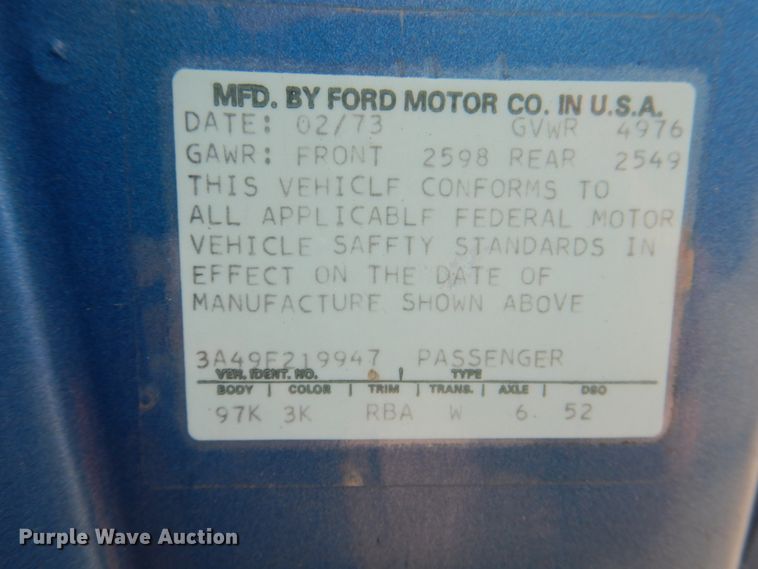 MFD. BY FORD MOTOR CO. IN U.S.A.
DATE: 02/73 GVWR 4976
GAWR: FRONT 2598 REAR 2549
THIS VEHICLF CONFORMS TO
ALL APPLICABLF FEDERAL MOTOR
VEHICLE SAFFTY STANDARDS IN
EFFECT ON THE DATE OF
MANUFACTURE SHOWN ABOVE
3A49F219947 PASSENGER
VEH. IDENT. NO. TYPE
BODY | COLOR | TRIM | TRANS. | AXLE | DSO
97K 3K RBA W 6 52
Purple Wave Auction